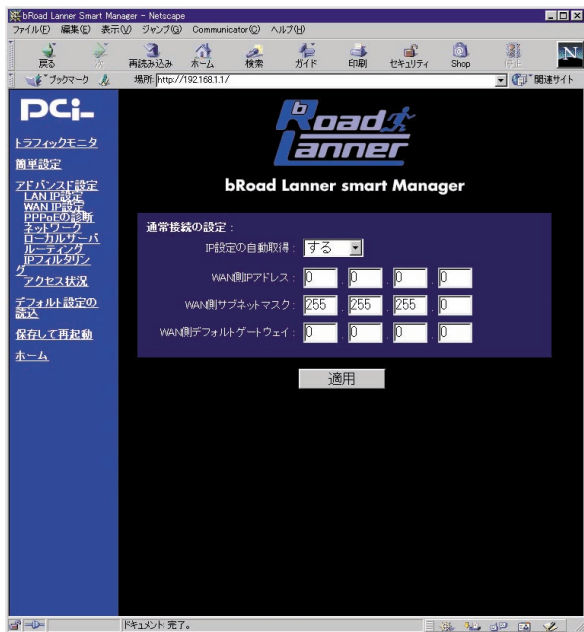 bRoad Lanner Smart Manager - Netscape
ファイル(F) 編集(E) 表示(V) ジャンプ(G) Communicator(C) ヘルプ(H)
戻る 再読み込み ホーム 検索 ガイド 印刷 セキュリティ Shop 停止
ブックマーク 場所: http://192.168.1.1/ 関連サイト
N
PCi
トラフィックモニタ
簡単設定
アドバンスド設定
LAN IP設定
WAN IP設定
PPPoEの診断
ネットワーク
ローカルサーバ
ルーティング
IPフィルタリン
グ
アクセス状況
デフォルト設定の
読込
保存して再起動
ホーム
bRoad
Lanner
bRoad Lanner smart Manager
通常接続の設定:
IP設定の自動取得: する
WAN側IPアドレス: 0 . 0 . 0 . 0
WAN側サブネットマスク: 255 . 255 . 255 . 0
WAN側デフォルトゲートウェイ: 0 . 0 . 0 . 0
適用
ドキュメント: 完了。